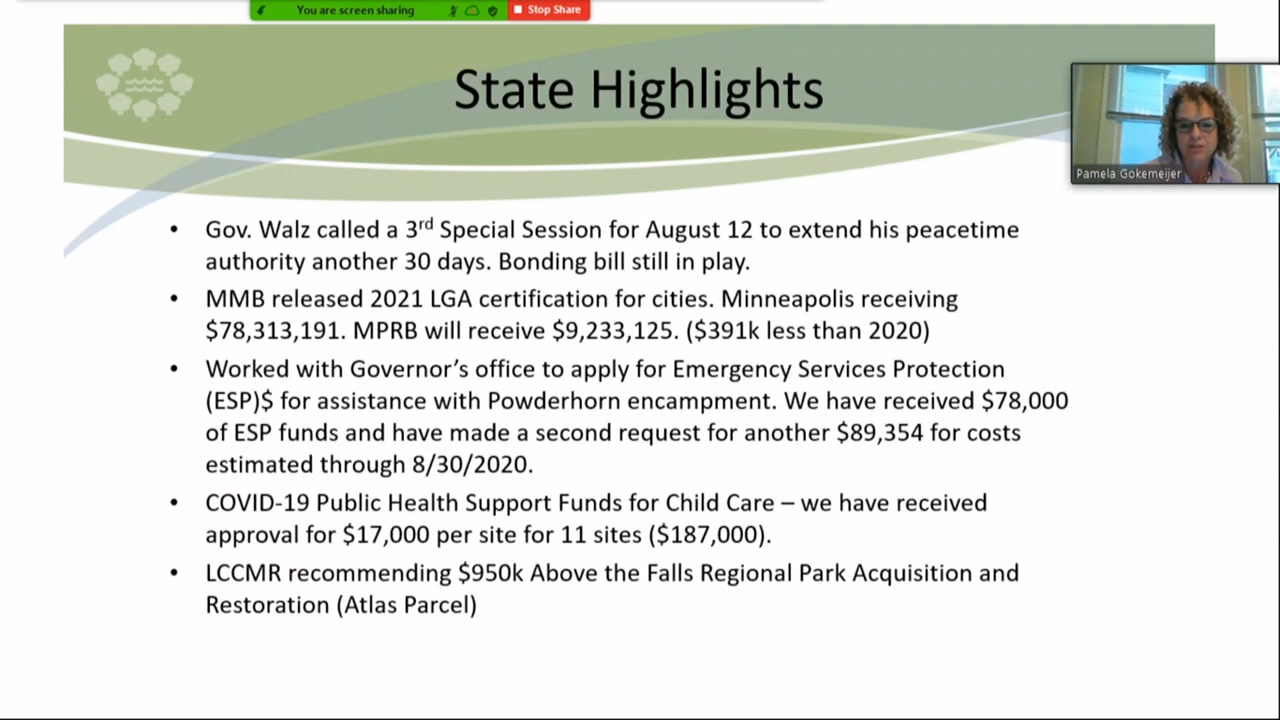 You are screen sharing
Stop Share
State Highlights
Pamela Gokemeijer
• Gov. Walz called a 3rd Special Session for August 12 to extend his peacetime
authority another 30 days. Bonding bill still in play.
• MMB released 2021 LGA certification for cities. Minneapolis receiving
$78,313,191. MPRB will receive $9,233,125. ($391k less than 2020)
• Worked with Governor’s office to apply for Emergency Services Protection
(ESP)$ for assistance with Powderhorn encampment. We have received $78,000
of ESP funds and have made a second request for another $89,354 for costs
estimated through 8/30/2020.
• COVID-19 Public Health Support Funds for Child Care – we have received
approval for $17,000 per site for 11 sites ($187,000).
• LCCMR recommending $950k Above the Falls Regional Park Acquisition and
Restoration (Atlas Parcel)